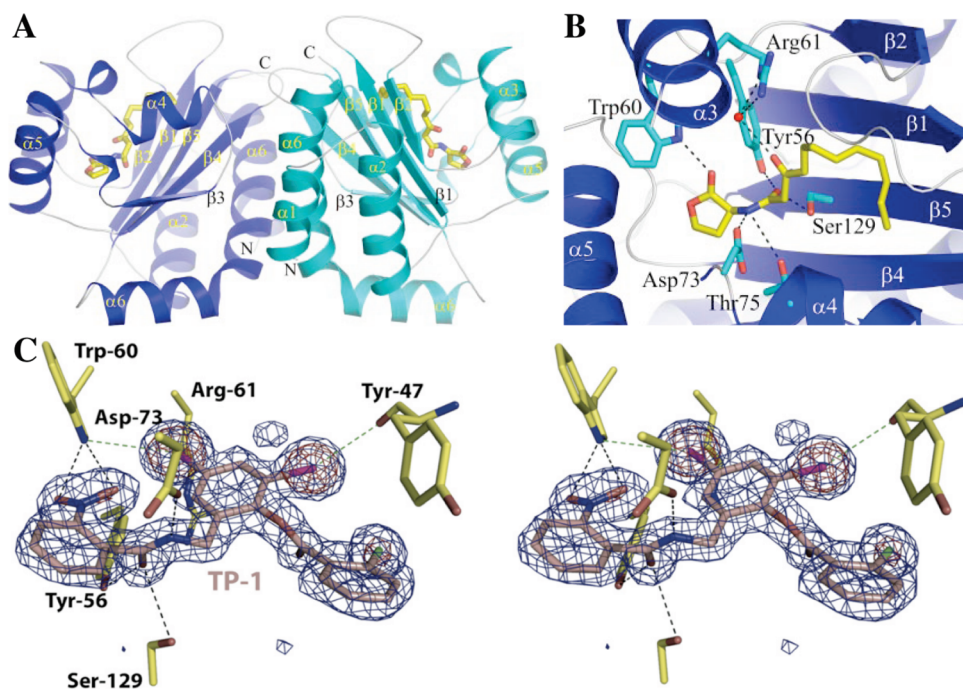 A
C
C
α4
α3
α5
β1
β5
β2
β4
α6
α6
β5
β1
β2
β4
α2
α5
β3
β3
β1
α2
α1
N
N
α6
α6
B
Arg61
β2
Trp60
α3
Tyr56
β1
β5
α5
Ser129
Asp73
β4
Thr75
α4
C
Trp-60
Arg-61
Tyr-47
Asp-73
TP-1
Tyr-56
Ser-129